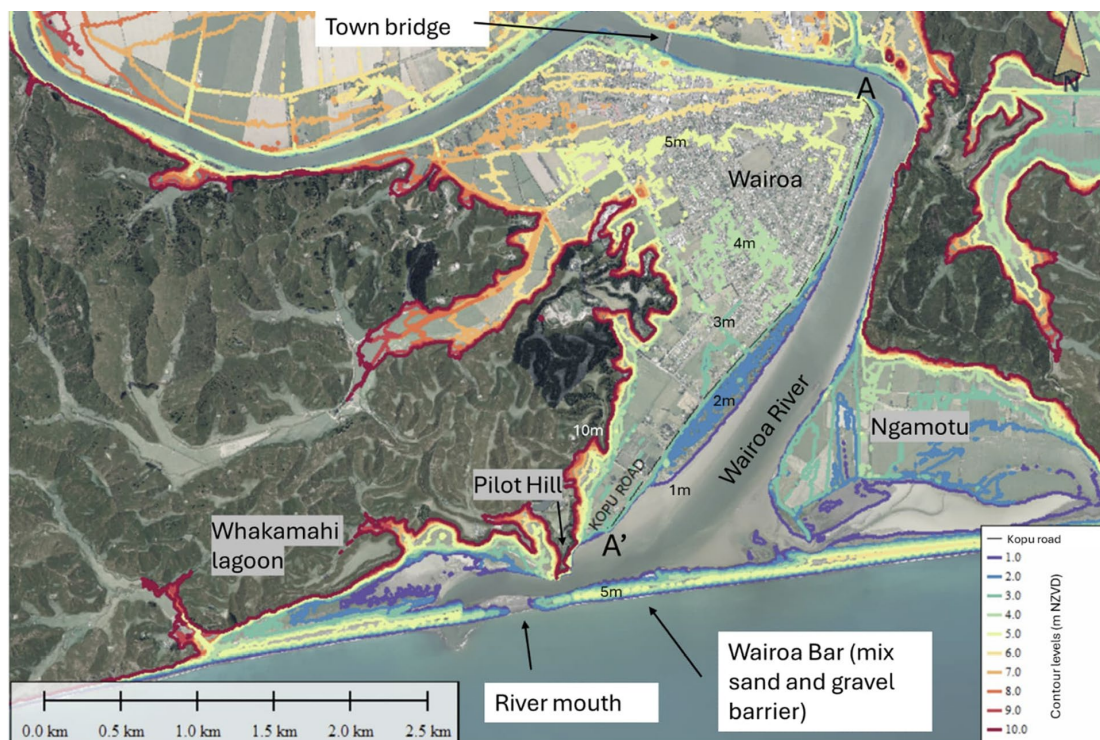 Town bridge
N
A
5m
Wairoa
4m
3m
2m
10m
Wairoa River
Ngamotu
1m
KOPU ROAD
Pilot Hill
A'
Whakamahi
lagoon
5m
Wairoa Bar (mix
sand and gravel
barrier)
River mouth
0.0 km 0.5 km 1.0 km 1.5 km 2.0 km 2.5 km
Kopu road
1.0
2.0
3.0
4.0
5.0
6.0
7.0
8.0
9.0
10.0
Contour levels (m NZVD)